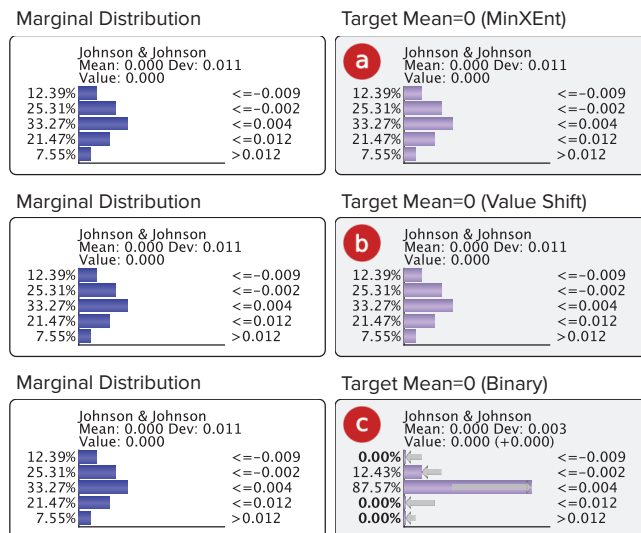 Marginal Distribution
Johnson & Johnson
Mean: 0.000 Dev: 0.011
Value: 0.000
12.39% <=-0.009
25.31% <=-0.002
33.27% <=0.004
21.47% <=0.012
7.55% >0.012
Target Mean=0 (MinXEnt)
a
Johnson & Johnson
Mean: 0.000 Dev: 0.011
Value: 0.000
12.39% <=-0.009
25.31% <=-0.002
33.27% <=0.004
21.47% <=0.012
7.55% >0.012
Marginal Distribution
Johnson & Johnson
Mean: 0.000 Dev: 0.011
Value: 0.000
12.39% <=-0.009
25.31% <=-0.002
33.27% <=0.004
21.47% <=0.012
7.55% >0.012
Target Mean=0 (Value Shift)
b
Johnson & Johnson
Mean: 0.000 Dev: 0.011
Value: 0.000
12.39% <=-0.009
25.31% <=-0.002
33.27% <=0.004
21.47% <=0.012
7.55% >0.012
Marginal Distribution
Johnson & Johnson
Mean: 0.000 Dev: 0.011
Value: 0.000
12.39% <=-0.009
25.31% <=-0.002
33.27% <=0.004
21.47% <=0.012
7.55% >0.012
Target Mean=0 (Binary)
c
Johnson & Johnson
Mean: 0.000 Dev: 0.003
Value: 0.000 (+0.000)
0.00% <=-0.009
12.43% <=-0.002
87.57% <=0.004
0.00% <=0.012
0.00% >0.012